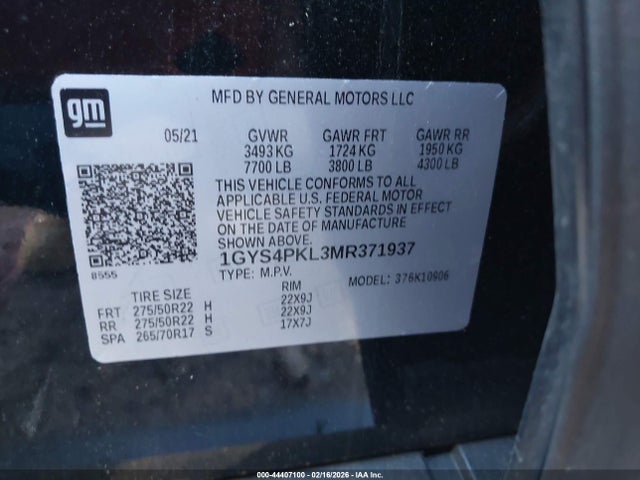 gm
MFD BY GENERAL MOTORS LLC
05/21 GVWR GAWR FRT GAWR RR
3493 KG 1724 KG 1950 KG
7700 LB 3800 LB 4300 LB
THIS VEHICLE CONFORMS TO ALL
APPLICABLE U.S. FEDERAL MOTOR
VEHICLE SAFETY STANDARDS IN EFFECT
ON THE DATE OF MANUFACTURE
SHOWN ABOVE.
1GYS4PKL3MR371937
8555
TYPE: M.P.V. MODEL: 376K10906
TIRE SIZE RIM
FRT 275/50R22 H 22X9J
RR 275/50R22 H 22X9J
SPA 265/70R17 S 17X7J
000-44407100 - 02/16/2026 - IAA Inc.